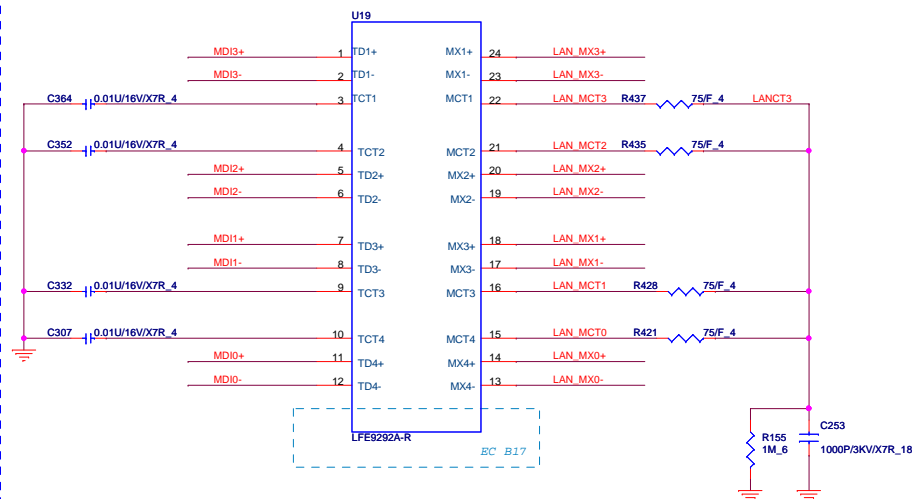 U19
MDI3+ 1 TD1+ MX1+ 24 LAN_MX3+
MDI3- 2 TD1- MX1- 23 LAN_MX3-
C364 0.01U/16V/X7R_4 3 TCT1 MCT1 22 LAN_MCT3 R437 75/F_4 LANCT3
C352 0.01U/16V/X7R_4 4 TCT2 MCT2 21 LAN_MCT2 R435 75/F_4
MDI2+ 5 TD2+ MX2+ 20 LAN_MX2+
MDI2- 6 TD2- MX2- 19 LAN_MX2-
MDI1+ 7 TD3+ MX3+ 18 LAN_MX1+
MDI1- 8 TD3- MX3- 17 LAN_MX1-
C332 0.01U/16V/X7R_4 9 TCT3 MCT3 16 LAN_MCT1 R428 75/F_4
C307 0.01U/16V/X7R_4 10 TCT4 MCT4 15 LAN_MCT0 R421 75/F_4
MDI0+ 11 TD4+ MX4+ 14 LAN_MX0+
MDI0- 12 TD4- MX4- 13 LAN_MX0-
LFE9292A-R
EC B17
R155
1M_6
C253
1000P/3KV/X7R_18